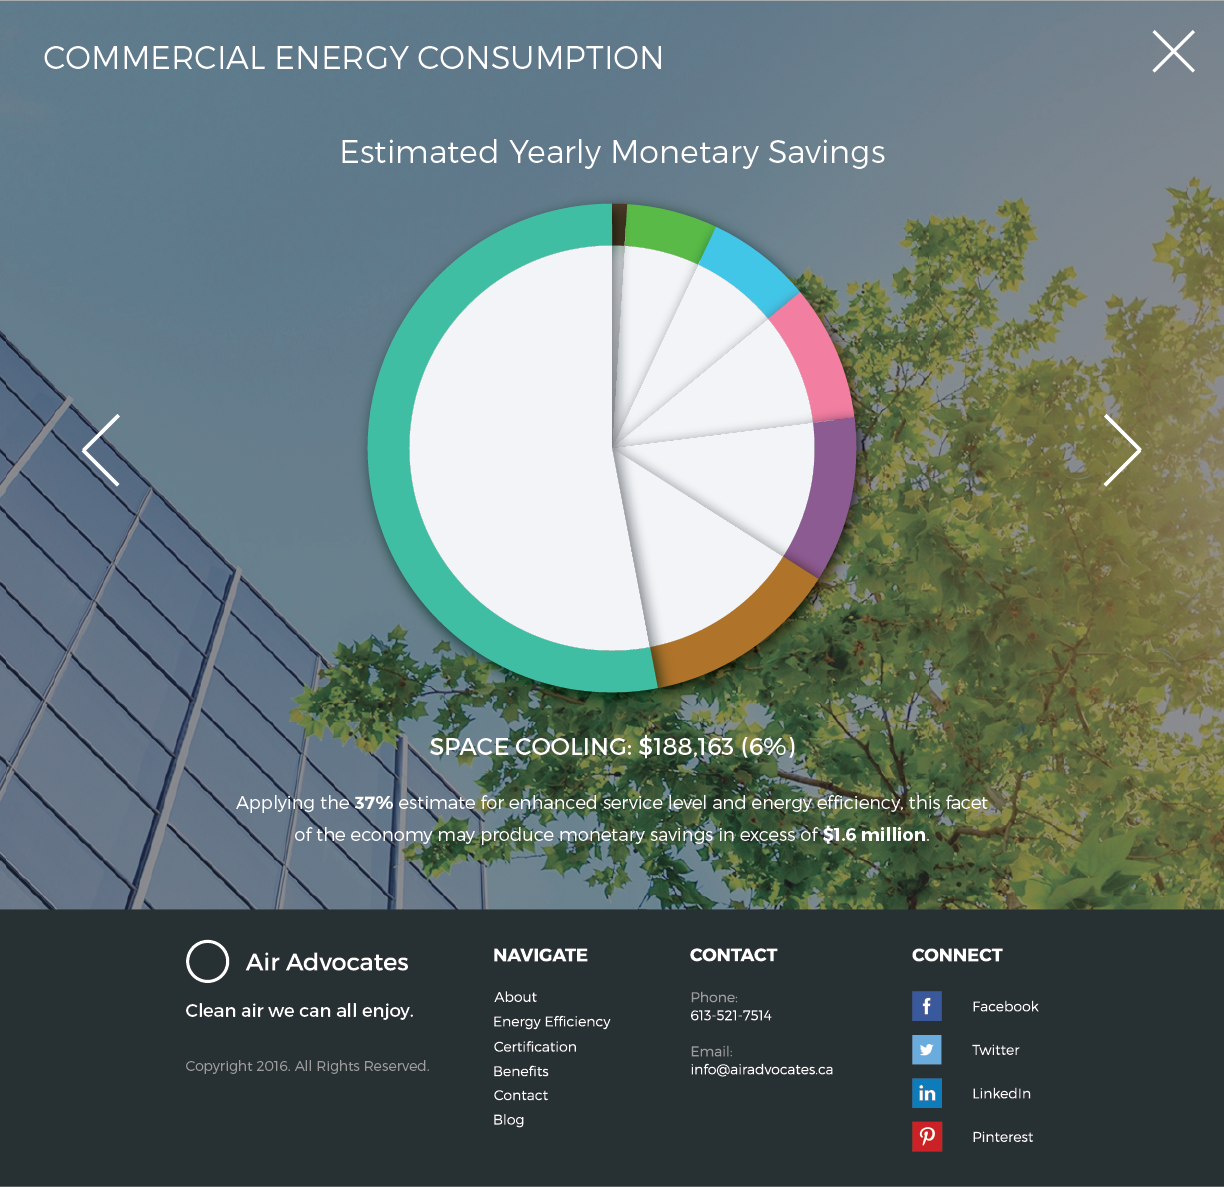 COMMERCIAL ENERGY CONSUMPTION
Estimated Yearly Monetary Savings
SPACE COOLING: $188,163 (6%)
Applying the 37% estimate for enhanced service level and energy efficiency, this facet
of the economy may produce monetary savings in excess of $1.6 million.
Air Advocates
Clean air we can all enjoy.
Copyright 2016. All Rights Reserved.
NAVIGATE
About
Energy Efficiency
Certification
Benefits
Contact
Blog
CONTACT
Phone:
613-521-7514
Email:
info@airadvocates.ca
CONNECT
Facebook
Twitter
LinkedIn
Pinterest